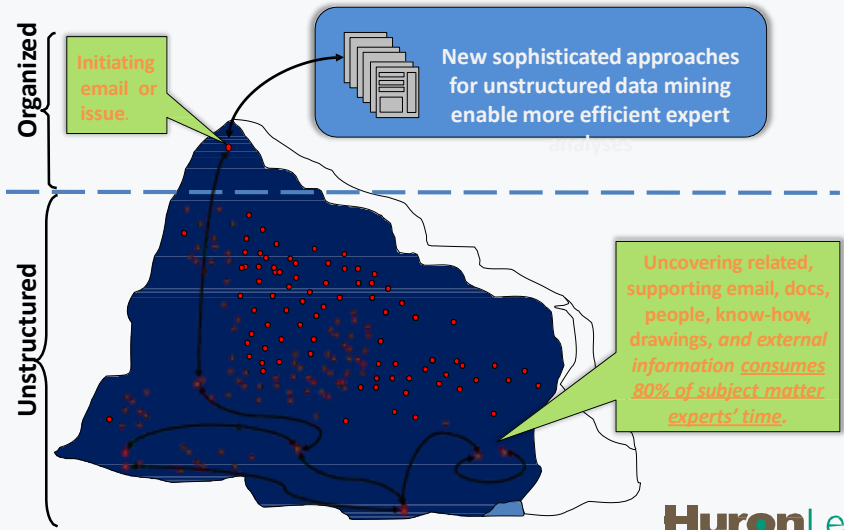 Organized
Initiating
email or
issue.
New sophisticated approaches
for unstructured data mining
enable more efficient expert
analyses
Unstructured
Uncovering related,
supporting email, docs,
people, know-how,
drawings, and external
information consumes
80% of subject matter
experts' time.
HuronLe